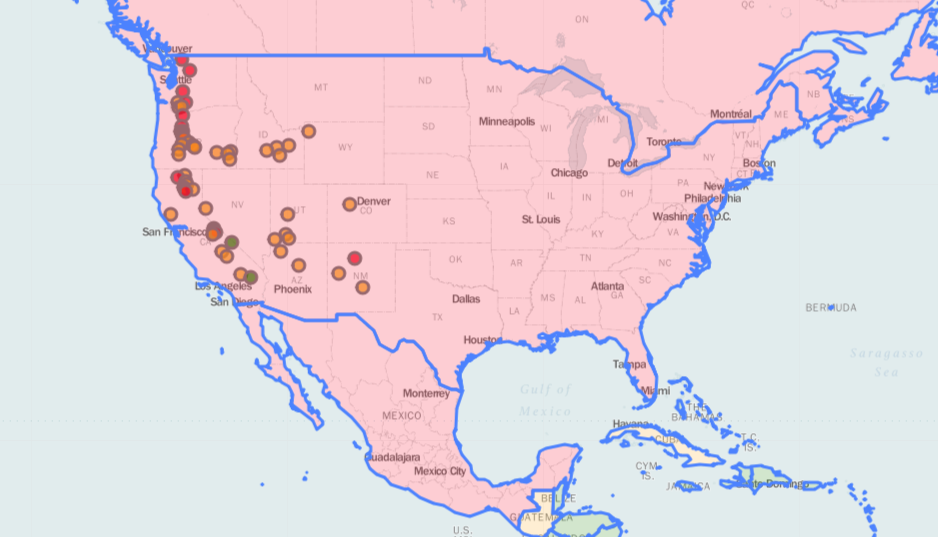 QC
ON
Vancouver
Seattle
MT
ND
MN
Minneapolis
WI
MI
Montréal
NB
ME
NS
ID
SD
WY
Toronto
VT
NH
Detroit
Boston
Chicago
NY
CT
IA
NE
PA
New York
Philadelphia
NV
UT
Denver
CO
IL
IN
OH
Washington, D.C.
San Francisco
CA
KS
St. Louis
KY
VA
OK
AR
TN
NC
Los Angeles
AZ
NM
Phoenix
San Diego
Dallas
MS
AL
GA
SC
Atlanta
BERMUDA
TX
LA
Houston
Saragasso
Sea
Tampa
Gulf of
Mexico
Miami
Monterrey
MEXICO
THE
BAHAMAS
Havana
CUBA
T.C.
IS.
Guadalajara
Mexico City
CYM.
IS.
JAMAICA
Santo Domingo
BELIZE
GUATEMALA
U.S.